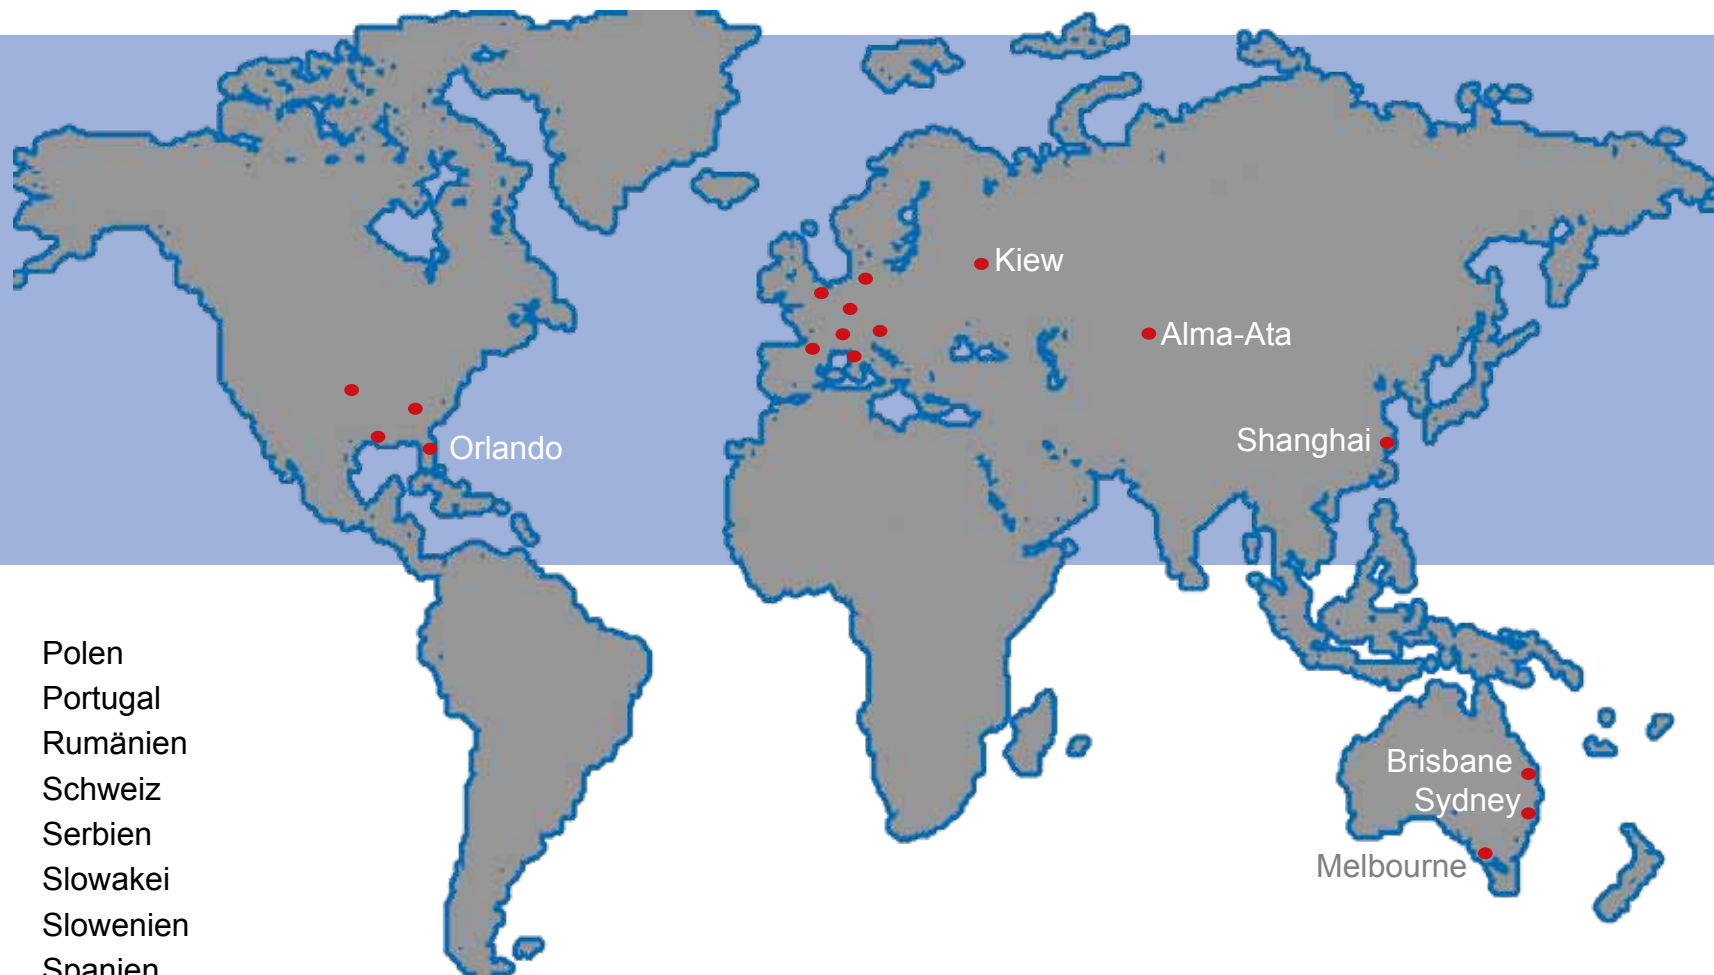 Kiew
Alma-Ata
Shanghai
Orlando
Polen
Portugal
Rumänien
Schweiz
Serbien
Slowakei
Slowenien
Spanien
Brisbane
Sydney
Melbourne